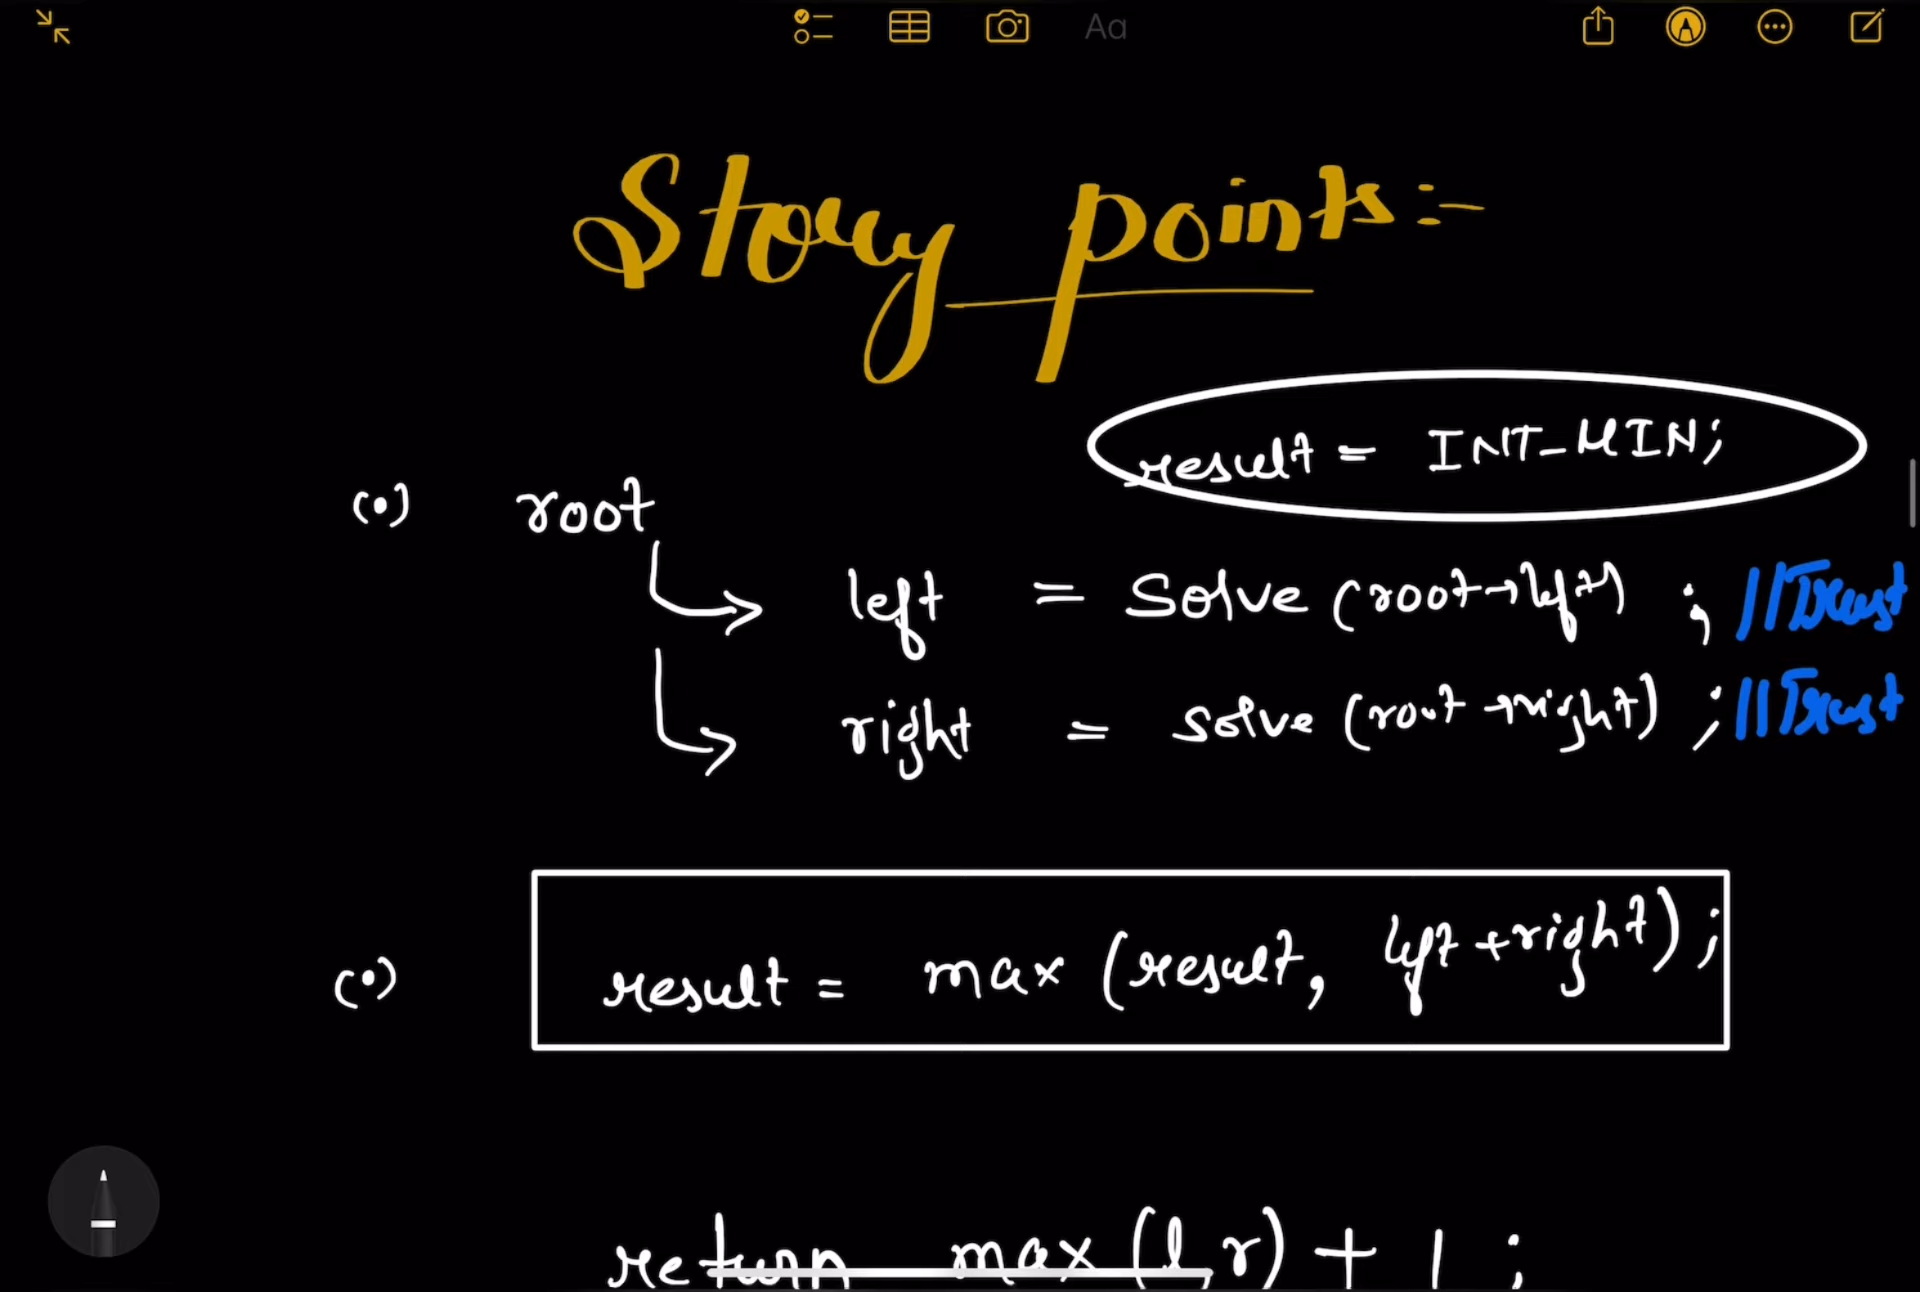 Aa
Story points:-
result = INT_MIN;
(•) root
left = solve (root→left) ; //Trust
right = solve (root→right) ; //Trust
(•) result = max (result, left+right);
return max (l,r) + 1 ;